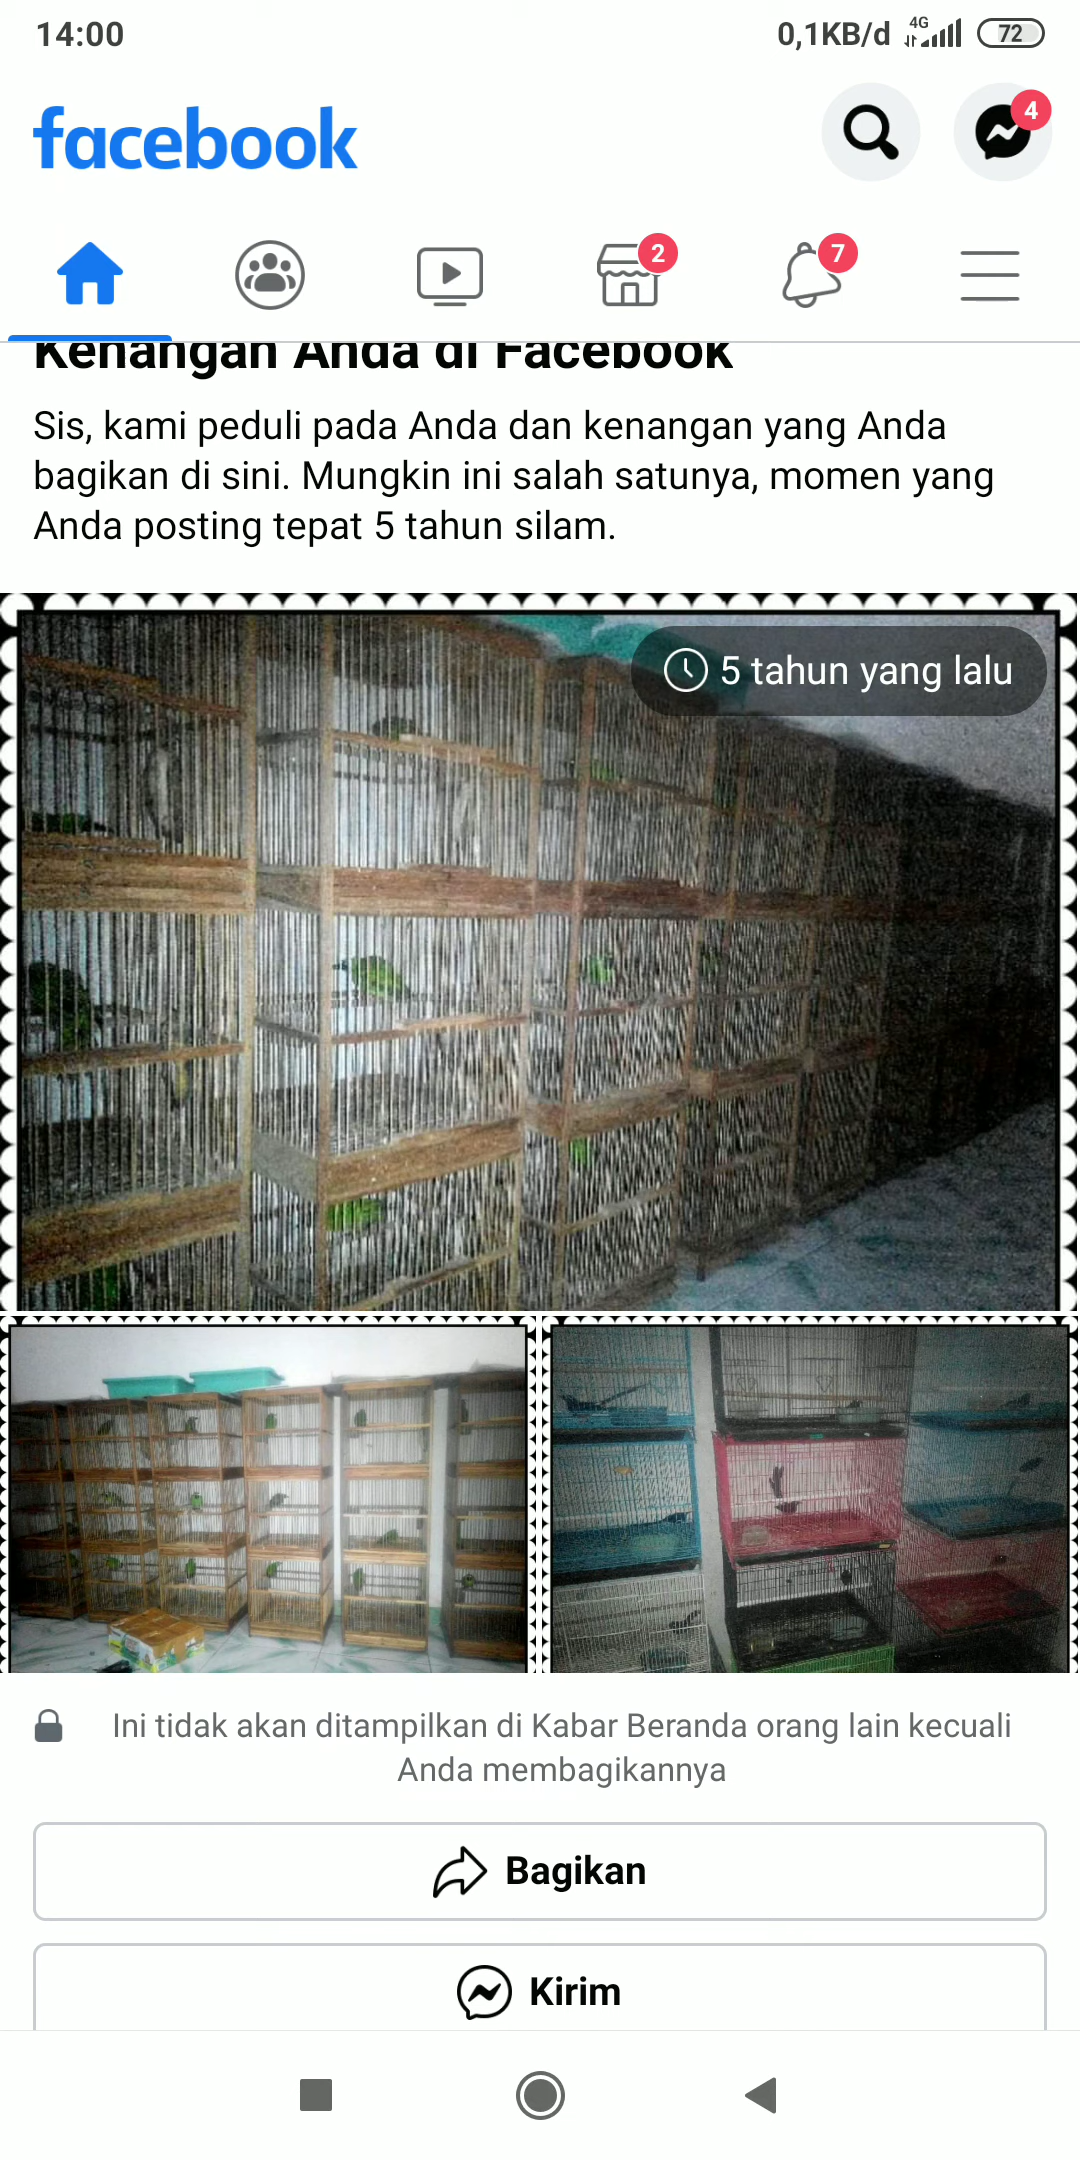 14:00
0,1KB/d 4G 72
facebook
4
2
7
Kenangan Anda di Facebook
Sis, kami peduli pada Anda dan kenangan yang Anda
bagikan di sini. Mungkin ini salah satunya, momen yang
Anda posting tepat 5 tahun silam.
5 tahun yang lalu
Ini tidak akan ditampilkan di Kabar Beranda orang lain kecuali
Anda membagikannya
Bagikan
Kirim